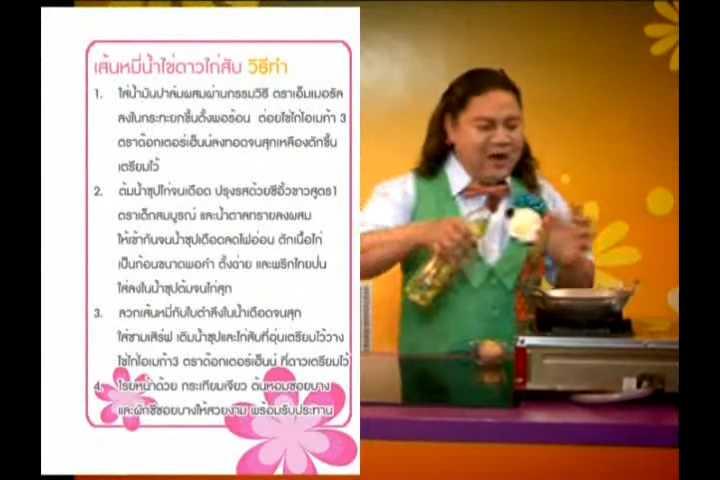 เส้นหมี่น้ำไข่ดาวไก่สับ วิธีทำ
1. ใส่น้ำมันปาล์มผสมผ่านกรรมวิธี ตราเอ็มเมอรัล
ลงในกระทะยกขึ้นตั้งพอร้อน ต่อยไข่ไก่โอเมก้า 3
ตราด๊อกเตอร์เฮ็นน์ลงทอดจนสุกเหลืองตักขึ้น
เตรียมไว้
2. ต้มน้ำซุปไก่จนเดือด ปรุงรสด้วยซีอิ้วขาวสูตร1
ตราเด็กสมบูรณ์ และน้ำตาลทรายลงผสม
ให้เข้ากันจนน้ำซุปเดือดลดไฟอ่อน ตักเนื้อไก่
เป็นก้อนขนาดพอคำ ตั้งฉ่าย และพริกไทยป่น
ใส่ลงในน้ำซุปต้มจนไก่สุก
3. ลวกเส้นหมี่กับใบตำลึงในน้ำเดือดจนสุก
ใส่ชามเสิร์ฟ เติมน้ำซุปและไก่สับที่อุ่นเตรียมไว้วาง
ไข่ไก่โอเมก้า3 ตราด๊อกเตอร์เฮ็นน์ ที่ดาวเตรียมไว้
4. โรยหน้าด้วย กระเทียมเจียว ต้นหอมซอยบาง
และผักชีซอยบางให้สวยงาม พร้อมรับประทาน